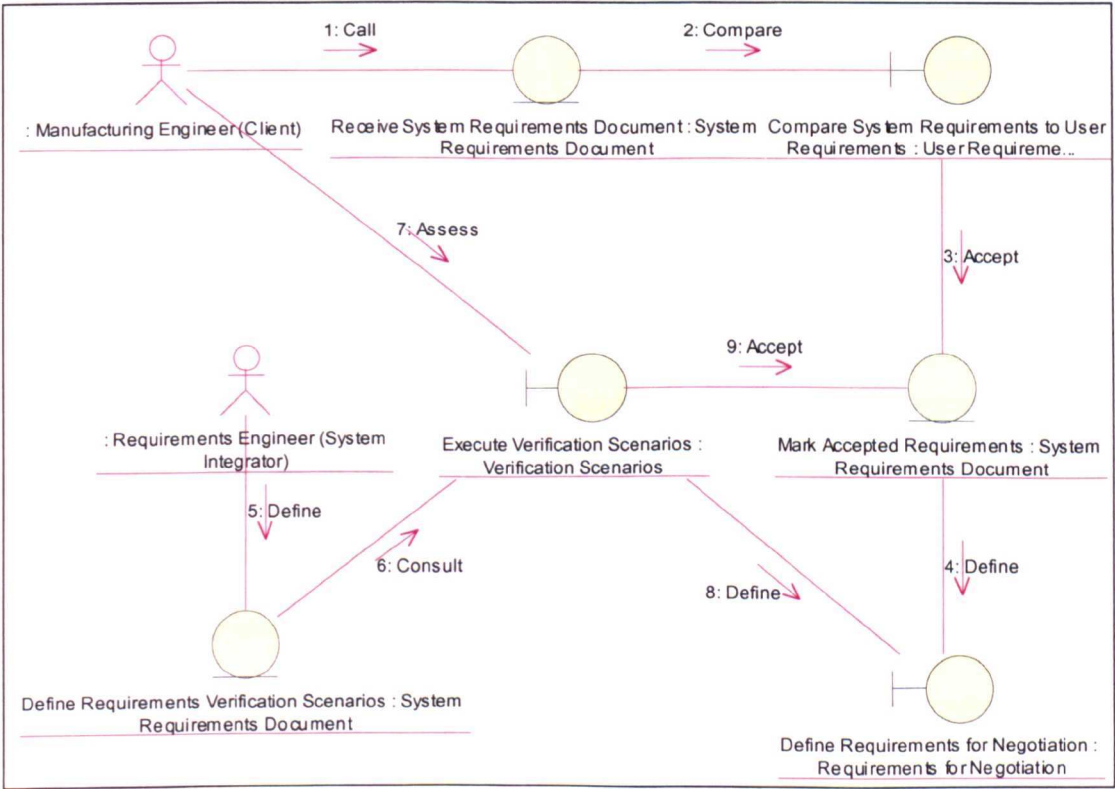 1: Call
2: Compare
: Manufacturing Engineer (Client)
Receive System Requirements Document : System
Requirements Document
Compare System Requirements to User
Requirements : User Requireme...
7: Assess
3: Accept
9: Accept
: Requirements Engineer (System
Integrator)
Execute Verification Scenarios :
Verification Scenarios
Mark Accepted Requirements : System
Requirements Document
5: Define
6: Consult
8: Define
4: Define
Define Requirements Verification Scenarios : System
Requirements Document
Define Requirements for Negotiation :
Requirements for Negotiation